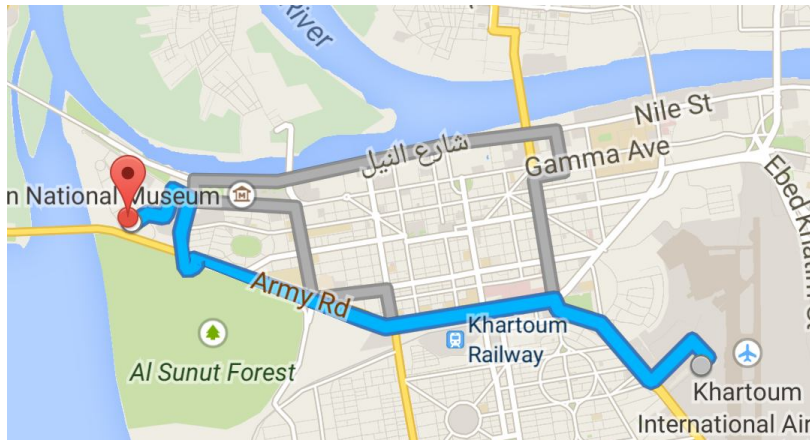 River
Nile St
شارع النيل
Gamma Ave
n National Museum
M
Army Rd
Al Sunut Forest
Khartoum
Railway
Khartoum
International Air